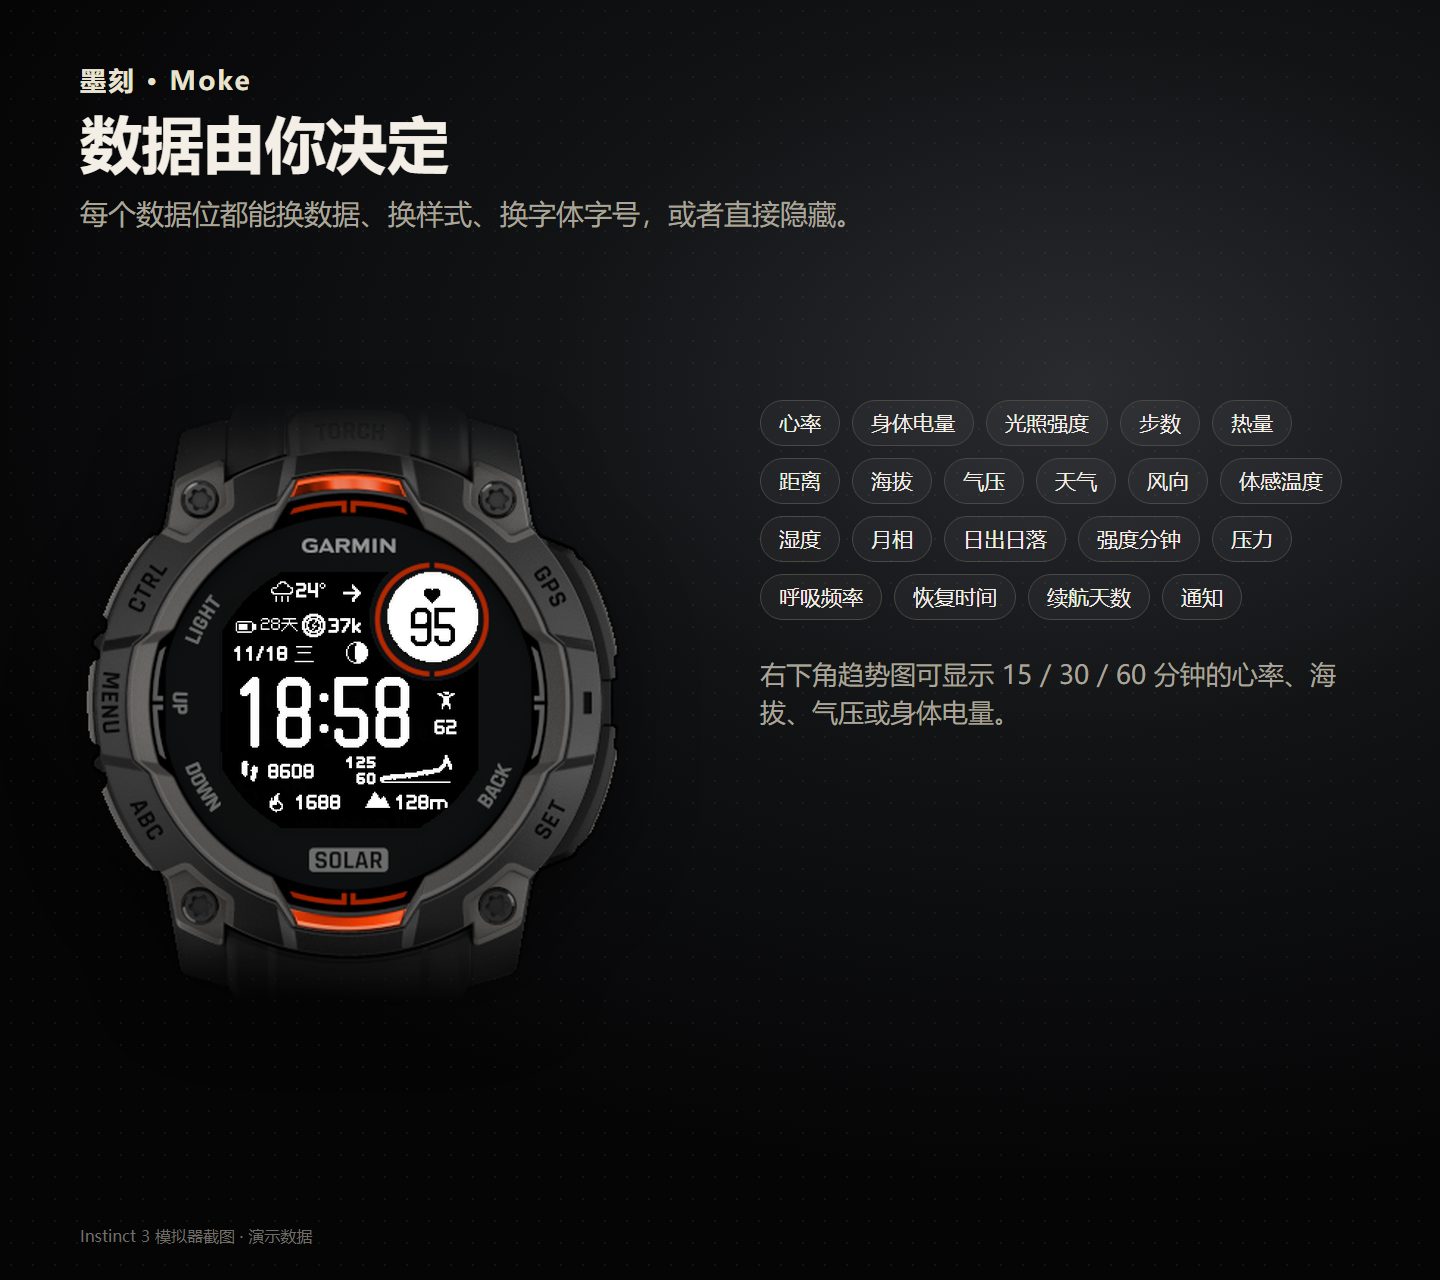 墨刻 • Moke
数据由你决定
每个数据位都能换数据、换样式、换字体字号，或者直接隐藏。
TORCH
GARMIN
CTRL
LIGHT
GPS
24°
95
28天 37k
11/18 三
MENU
UP
18:58
62
8608
125
60
1688
128m
DOWN
BACK
ABC
SET
SOLAR
心率 身体电量 光照强度 步数 热量
距离 海拔 气压 天气 风向 体感温度
湿度 月相 日出日落 强度分钟 压力
呼吸频率 恢复时间 续航天数 通知
右下角趋势图可显示 15 / 30 / 60 分钟的心率、海
拔、气压或身体电量。
Instinct 3 模拟器截图 · 演示数据